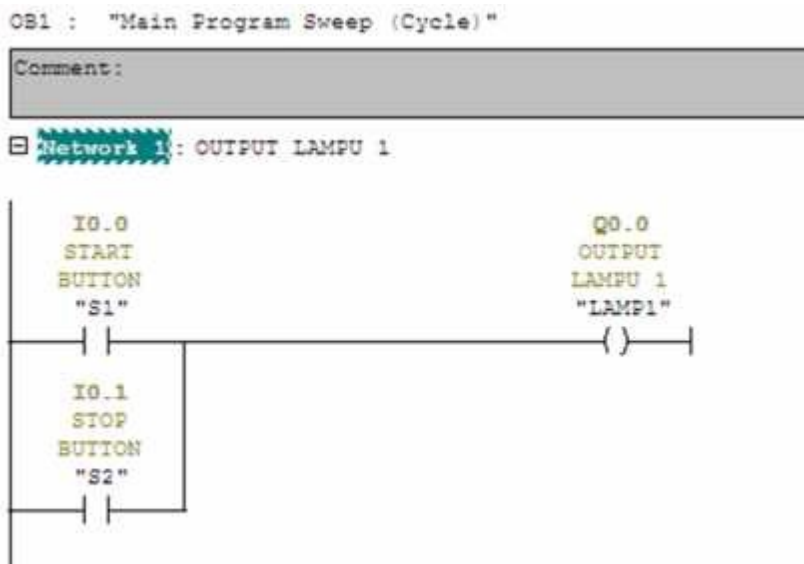 OB1 : "Main Program Sweep (Cycle)"
Comment:
Network 1: OUTPUT LAMPU 1
I0.0
START
BUTTON
"S1"
Q0.0
OUTPUT
LAMPU 1
"LAMP1"
I0.1
STOP
BUTTON
"S2"